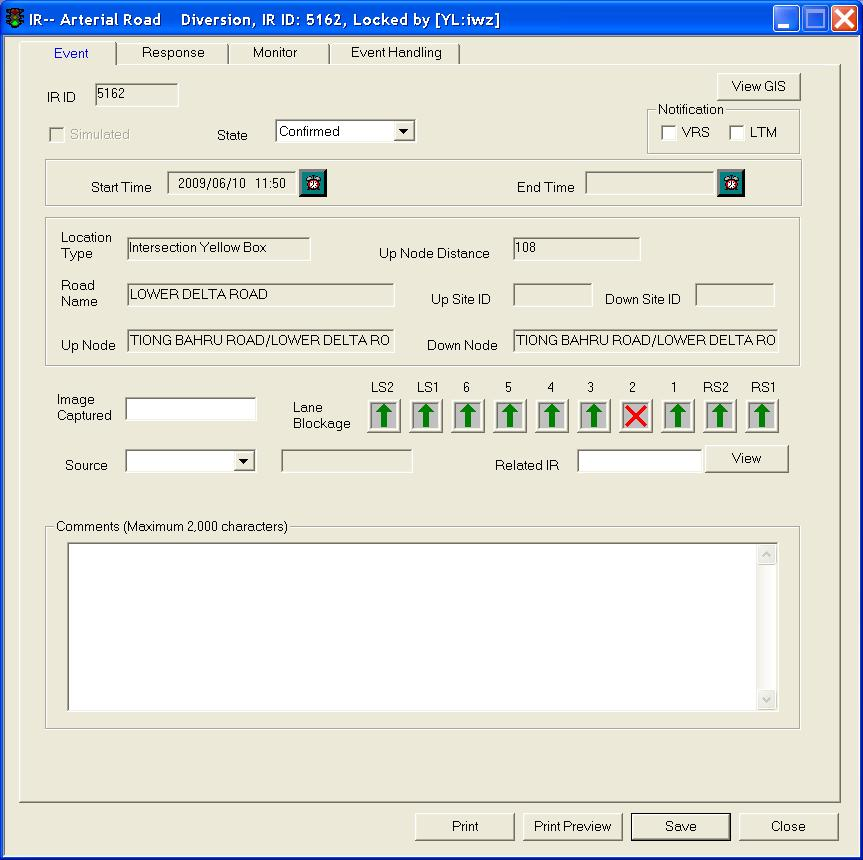 IR-- Arterial Road    Diversion, IR ID: 5162, Locked by [YL:iwz]
Event Response Monitor Event Handling
View GIS
IR ID 5162
Notification
Simulated State Confirmed VRS LTM
Start Time 2009/06/10 11:50 End Time
Location Type Intersection Yellow Box Up Node Distance 108
Road Name LOWER DELTA ROAD Up Site ID Down Site ID
Up Node TIONG BAHRU ROAD/LOWER DELTA RO Down Node TIONG BAHRU ROAD/LOWER DELTA RO
LS2 LS1 6 5 4 3 2 1 RS2 RS1
Image Captured Lane Blockage
Source Related IR View
Comments (Maximum 2,000 characters)
Print Print Preview Save Close